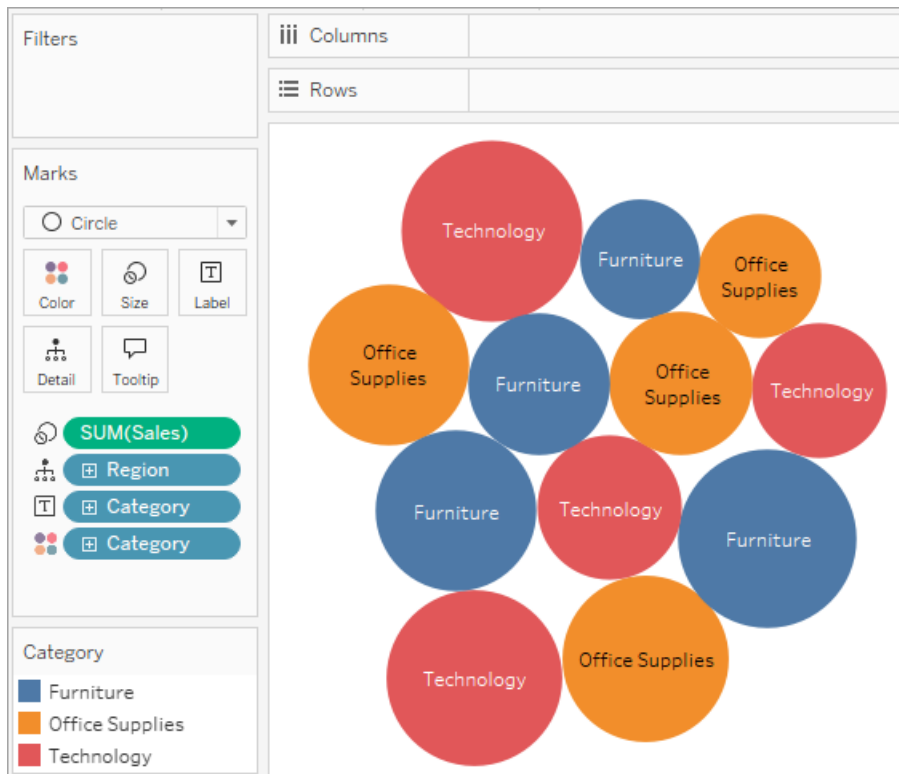 Filters
Columns
Rows
Marks
Circle
Color
Size
Label
Detail
Tooltip
SUM(Sales)
Region
Category
Category
Category
Furniture
Office Supplies
Technology
Technology
Furniture
Office
Supplies
Office
Supplies
Furniture
Office
Supplies
Technology
Furniture
Technology
Furniture
Technology
Office Supplies